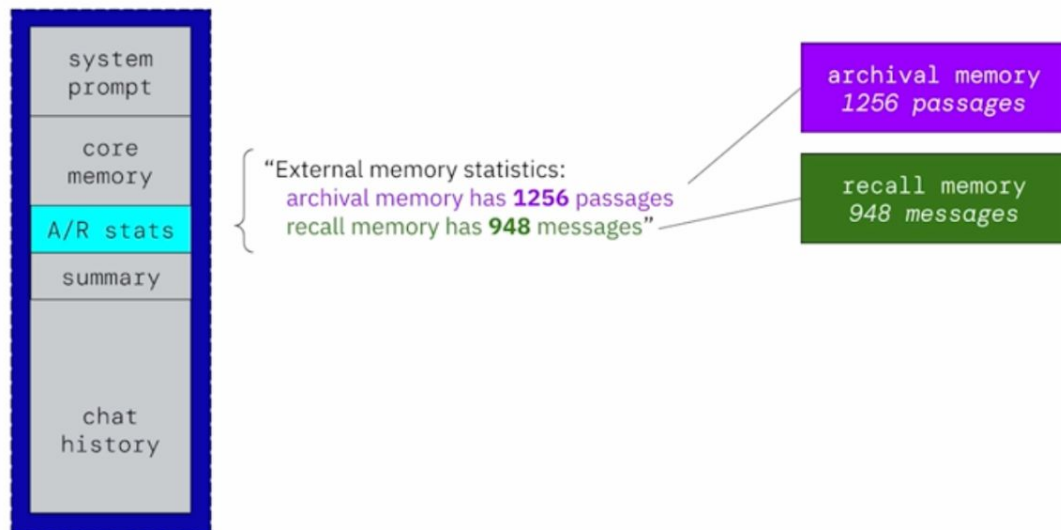 system
prompt
core
memory
A/R stats
summary
chat
history
“External memory statistics:
archival memory has 1256 passages
recall memory has 948 messages”
archival memory
1256 passages
recall memory
948 messages